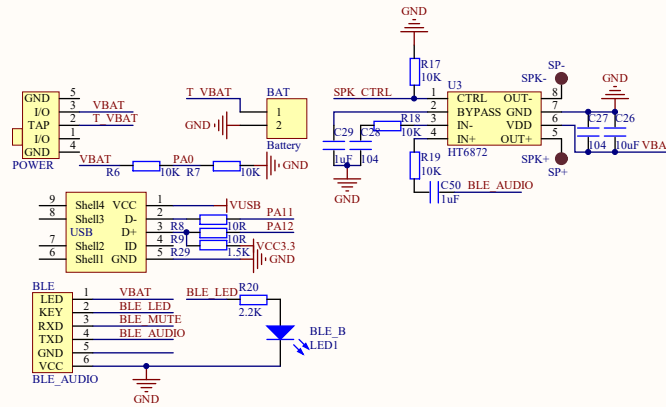 GND
SP-
R17
10K
U3
SPK-
GND
T_VBAT
BAT
SPK_CTRL
1
CTRL
OUT-
8
2
BYPASS
GND
7
3
IN-
VDD
6
4
IN+
OUT+
5
HT6872
R18
10K
C29
1uF
C28
104
R19
10K
GND
C50
1uF
BLE_AUDIO
SPK+
SP+
C27
104
C26
10uF
VBA
GND
5
I/O
3
VBAT
TAP
2
T_VBAT
I/O
1
GND
4
POWER
GND
1
2
Battery
VBAT
R6
10K
PA0
R7
10K
GND
9
Shell4
VCC
1
VUSB
8
Shell3
D-
2
R8
10R
PA11
USB
D+
3
R9
10R
PA12
7
Shell2
ID
4
R29
1.5K
VCC3.3
6
Shell1
GND
5
GND
BLE
LED
1
VBAT
KEY
2
BLE_LED
RXD
3
BLE_MUTE
TXD
4
BLE_AUDIO
GND
5
VCC
6
BLE_AUDIO
GND
BLE_LED
R20
2.2K
BLE_B
LED1